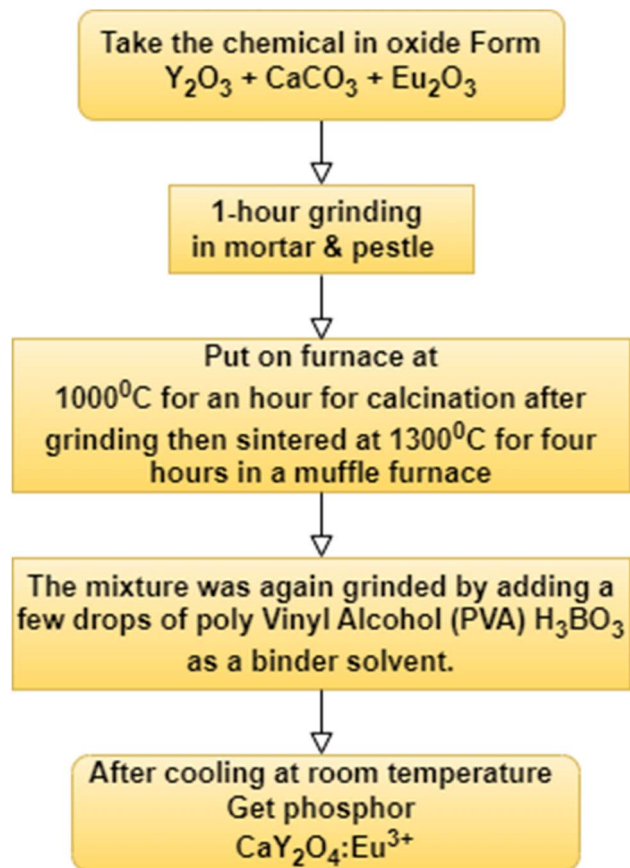 Take the chemical in oxide Form
Y₂O₃ + CaCO₃ + Eu₂O₃
1-hour grinding
in mortar & pestle
Put on furnace at
1000⁰C for an hour for calcination after
grinding then sintered at 1300⁰C for four
hours in a muffle furnace
The mixture was again grinded by adding a
few drops of poly Vinyl Alcohol (PVA) H₃BO₃
as a binder solvent.
After cooling at room temperature
Get phosphor
CaY₂O₄:Eu³⁺